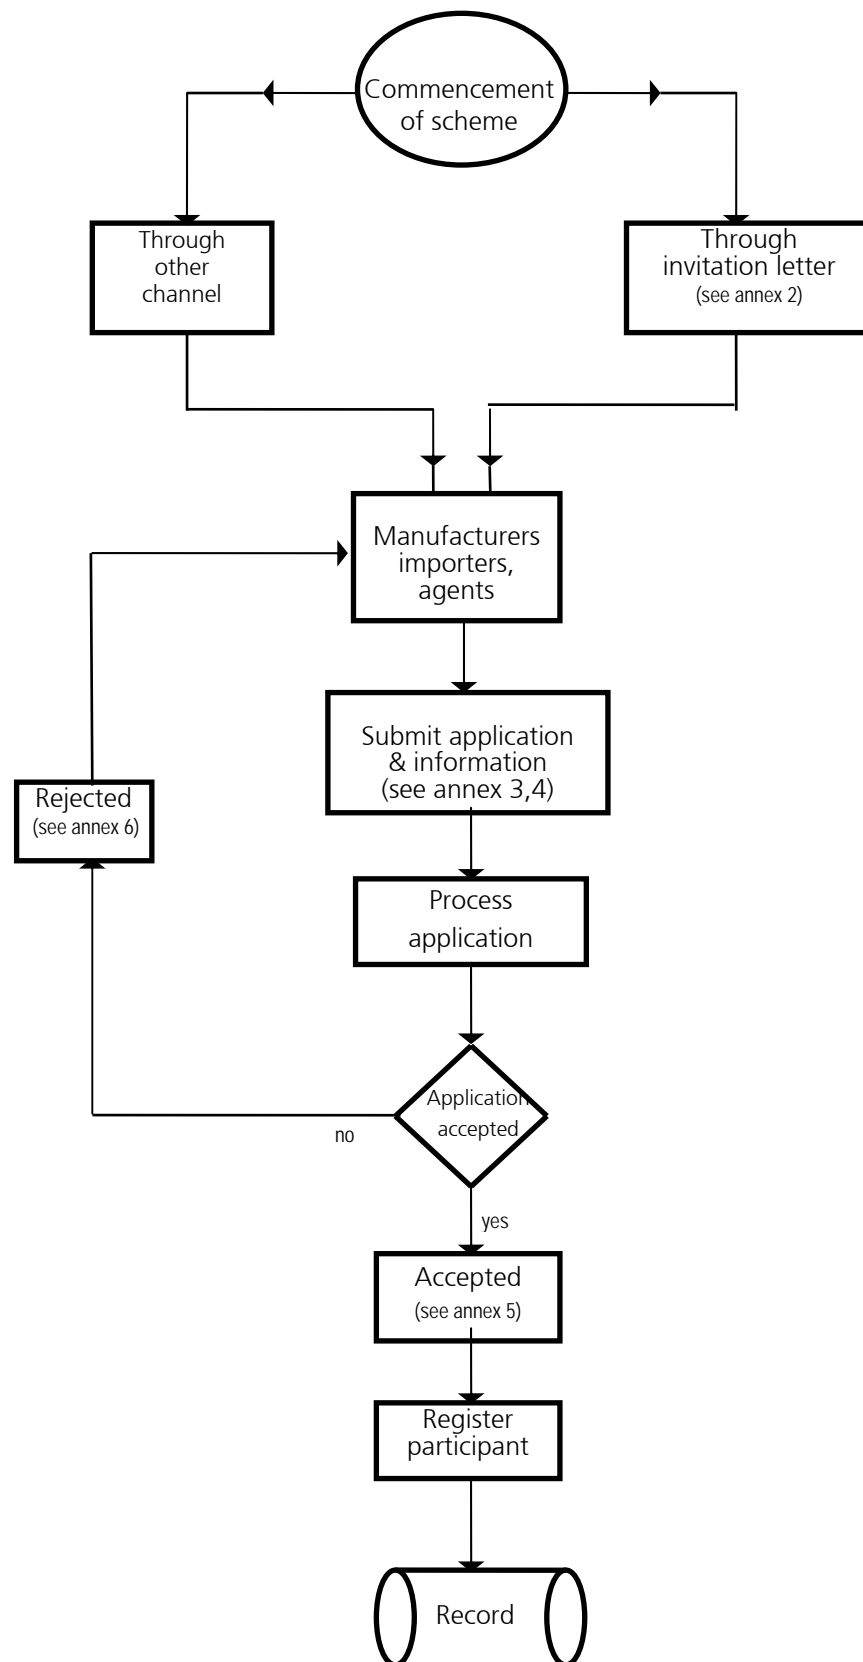 Commencement
of scheme
Through
other
channel
Through
invitation letter
(see annex 2)
Manufacturers
importers,
agents
Submit application
& information
(see annex 3,4)
Rejected
(see annex 6)
Process
application
Application
accepted
no
yes
Accepted
(see annex 5)
Register
participant
Record